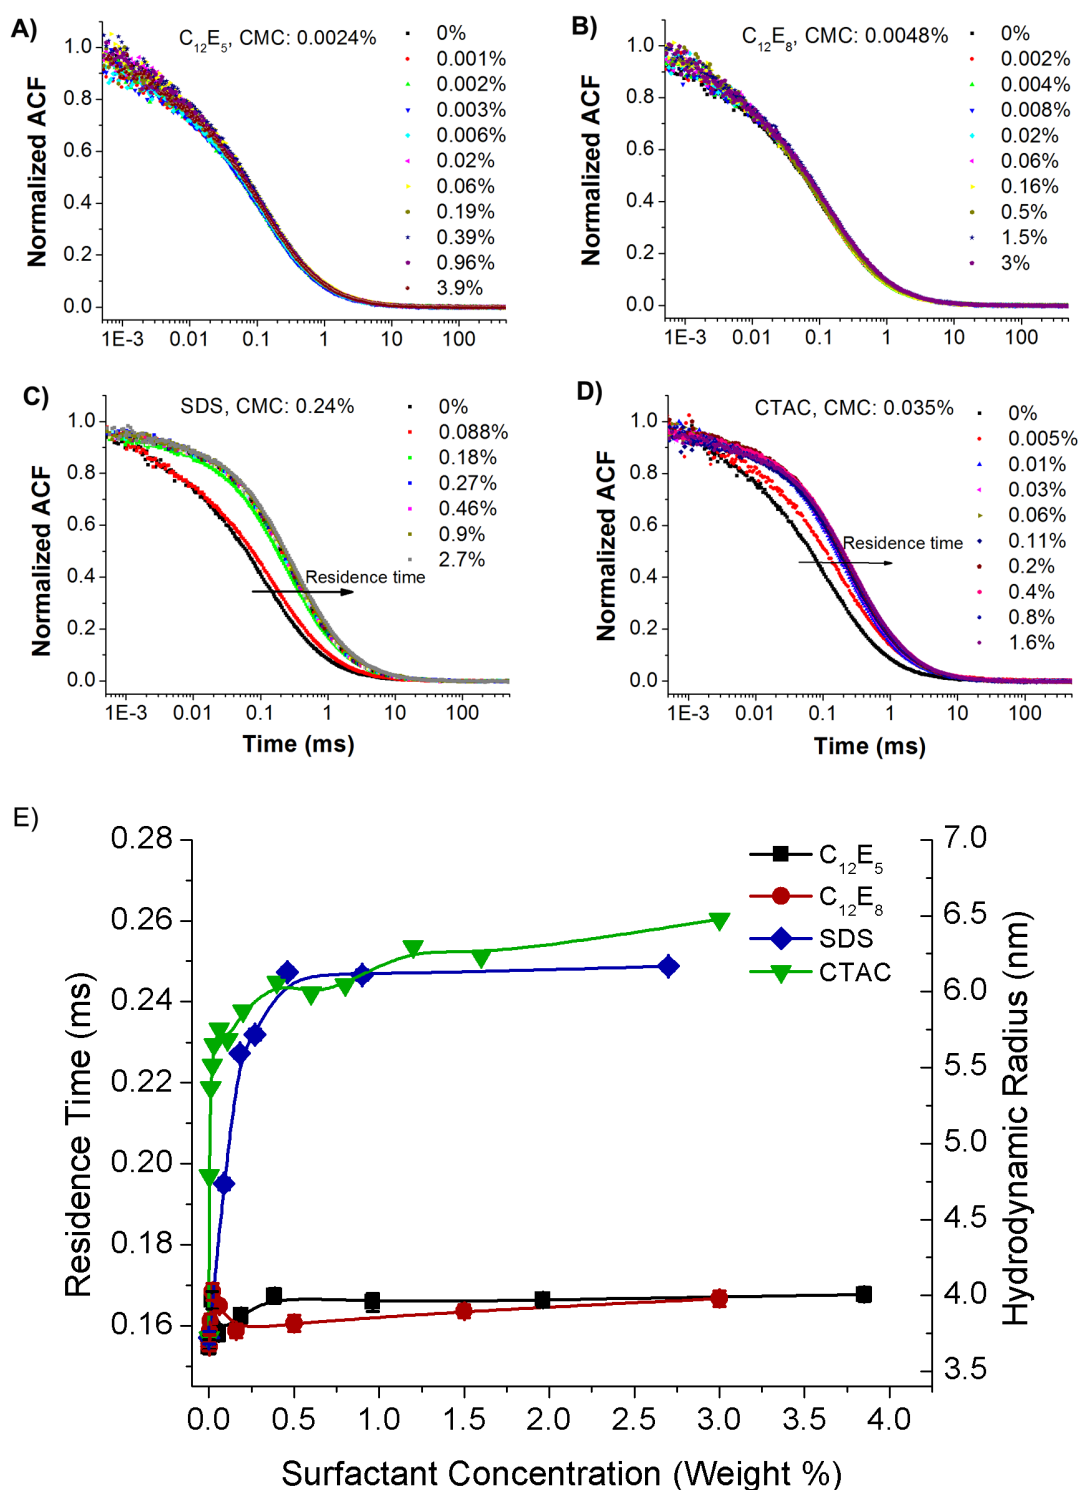 A)
C12E5, CMC: 0.0024%
Normalized ACF
1.0
0.8
0.6
0.4
0.2
0.0
1E-3 0.01 0.1 1 10 100
0%
0.001%
0.002%
0.003%
0.006%
0.02%
0.06%
0.19%
0.39%
0.96%
3.9%
B)
C12E8, CMC: 0.0048%
Normalized ACF
1.0
0.8
0.6
0.4
0.2
0.0
1E-3 0.01 0.1 1 10 100
0%
0.002%
0.004%
0.008%
0.02%
0.06%
0.16%
0.5%
1.5%
3%
C)
SDS, CMC: 0.24%
Normalized ACF
1.0
0.8
0.6
0.4
0.2
0.0
Residence time
1E-3 0.01 0.1 1 10 100
Time (ms)
0%
0.088%
0.18%
0.27%
0.46%
0.9%
2.7%
D)
CTAC, CMC: 0.035%
Normalized ACF
1.0
0.8
0.6
0.4
0.2
0.0
Residence time
1E-3 0.01 0.1 1 10 100
Time (ms)
0%
0.005%
0.01%
0.03%
0.06%
0.11%
0.2%
0.4%
0.8%
1.6%
E)
Residence Time (ms)
0.28
0.26
0.24
0.22
0.20
0.18
0.16
C12E5
C12E8
SDS
CTAC
7.0
6.5
6.0
5.5
5.0
4.5
4.0
3.5
Hydrodynamic Radius (nm)
0.0 0.5 1.0 1.5 2.0 2.5 3.0 3.5 4.0
Surfactant Concentration (Weight %)